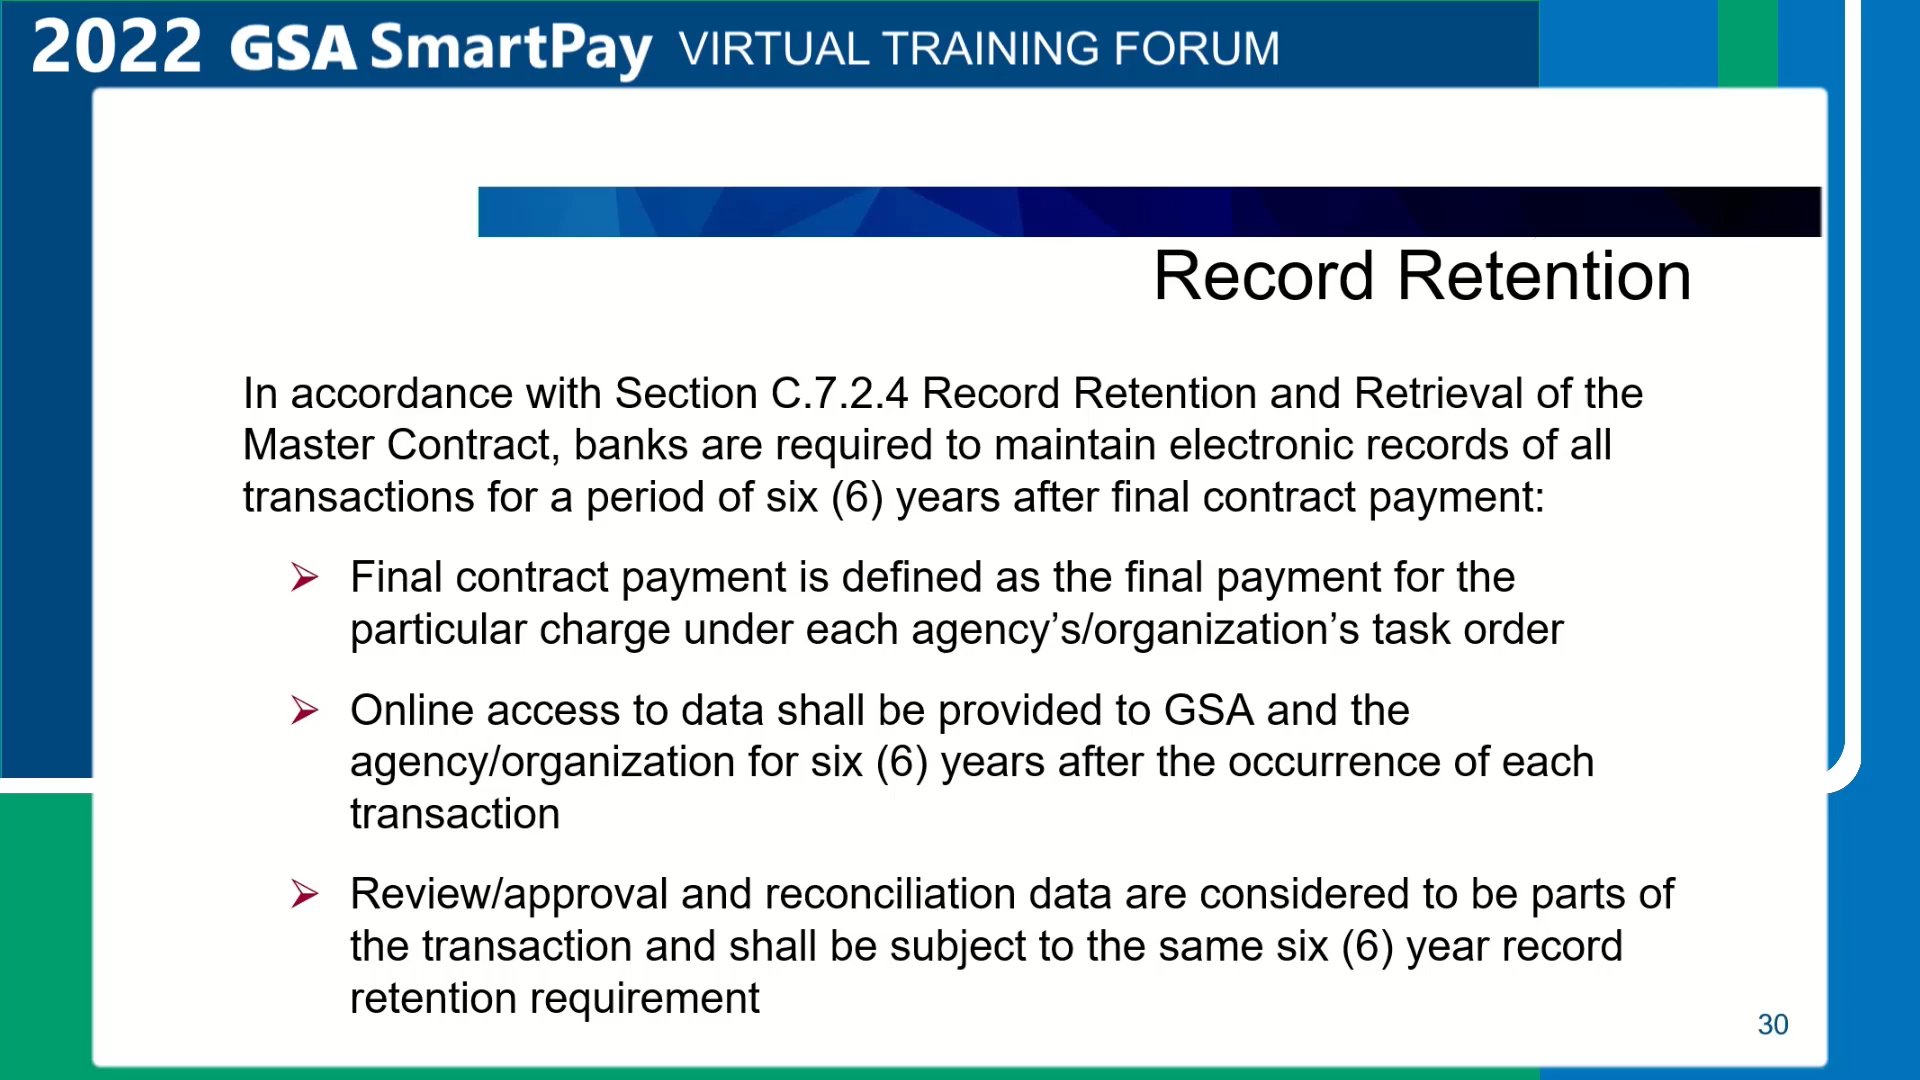 2022 GSA SmartPay VIRTUAL TRAINING FORUM
Record Retention
In accordance with Section C.7.2.4 Record Retention and Retrieval of the
Master Contract, banks are required to maintain electronic records of all
transactions for a period of six (6) years after final contract payment:
➢ Final contract payment is defined as the final payment for the
particular charge under each agency’s/organization’s task order
➢ Online access to data shall be provided to GSA and the
agency/organization for six (6) years after the occurrence of each
transaction
➢ Review/approval and reconciliation data are considered to be parts of
the transaction and shall be subject to the same six (6) year record
retention requirement
30